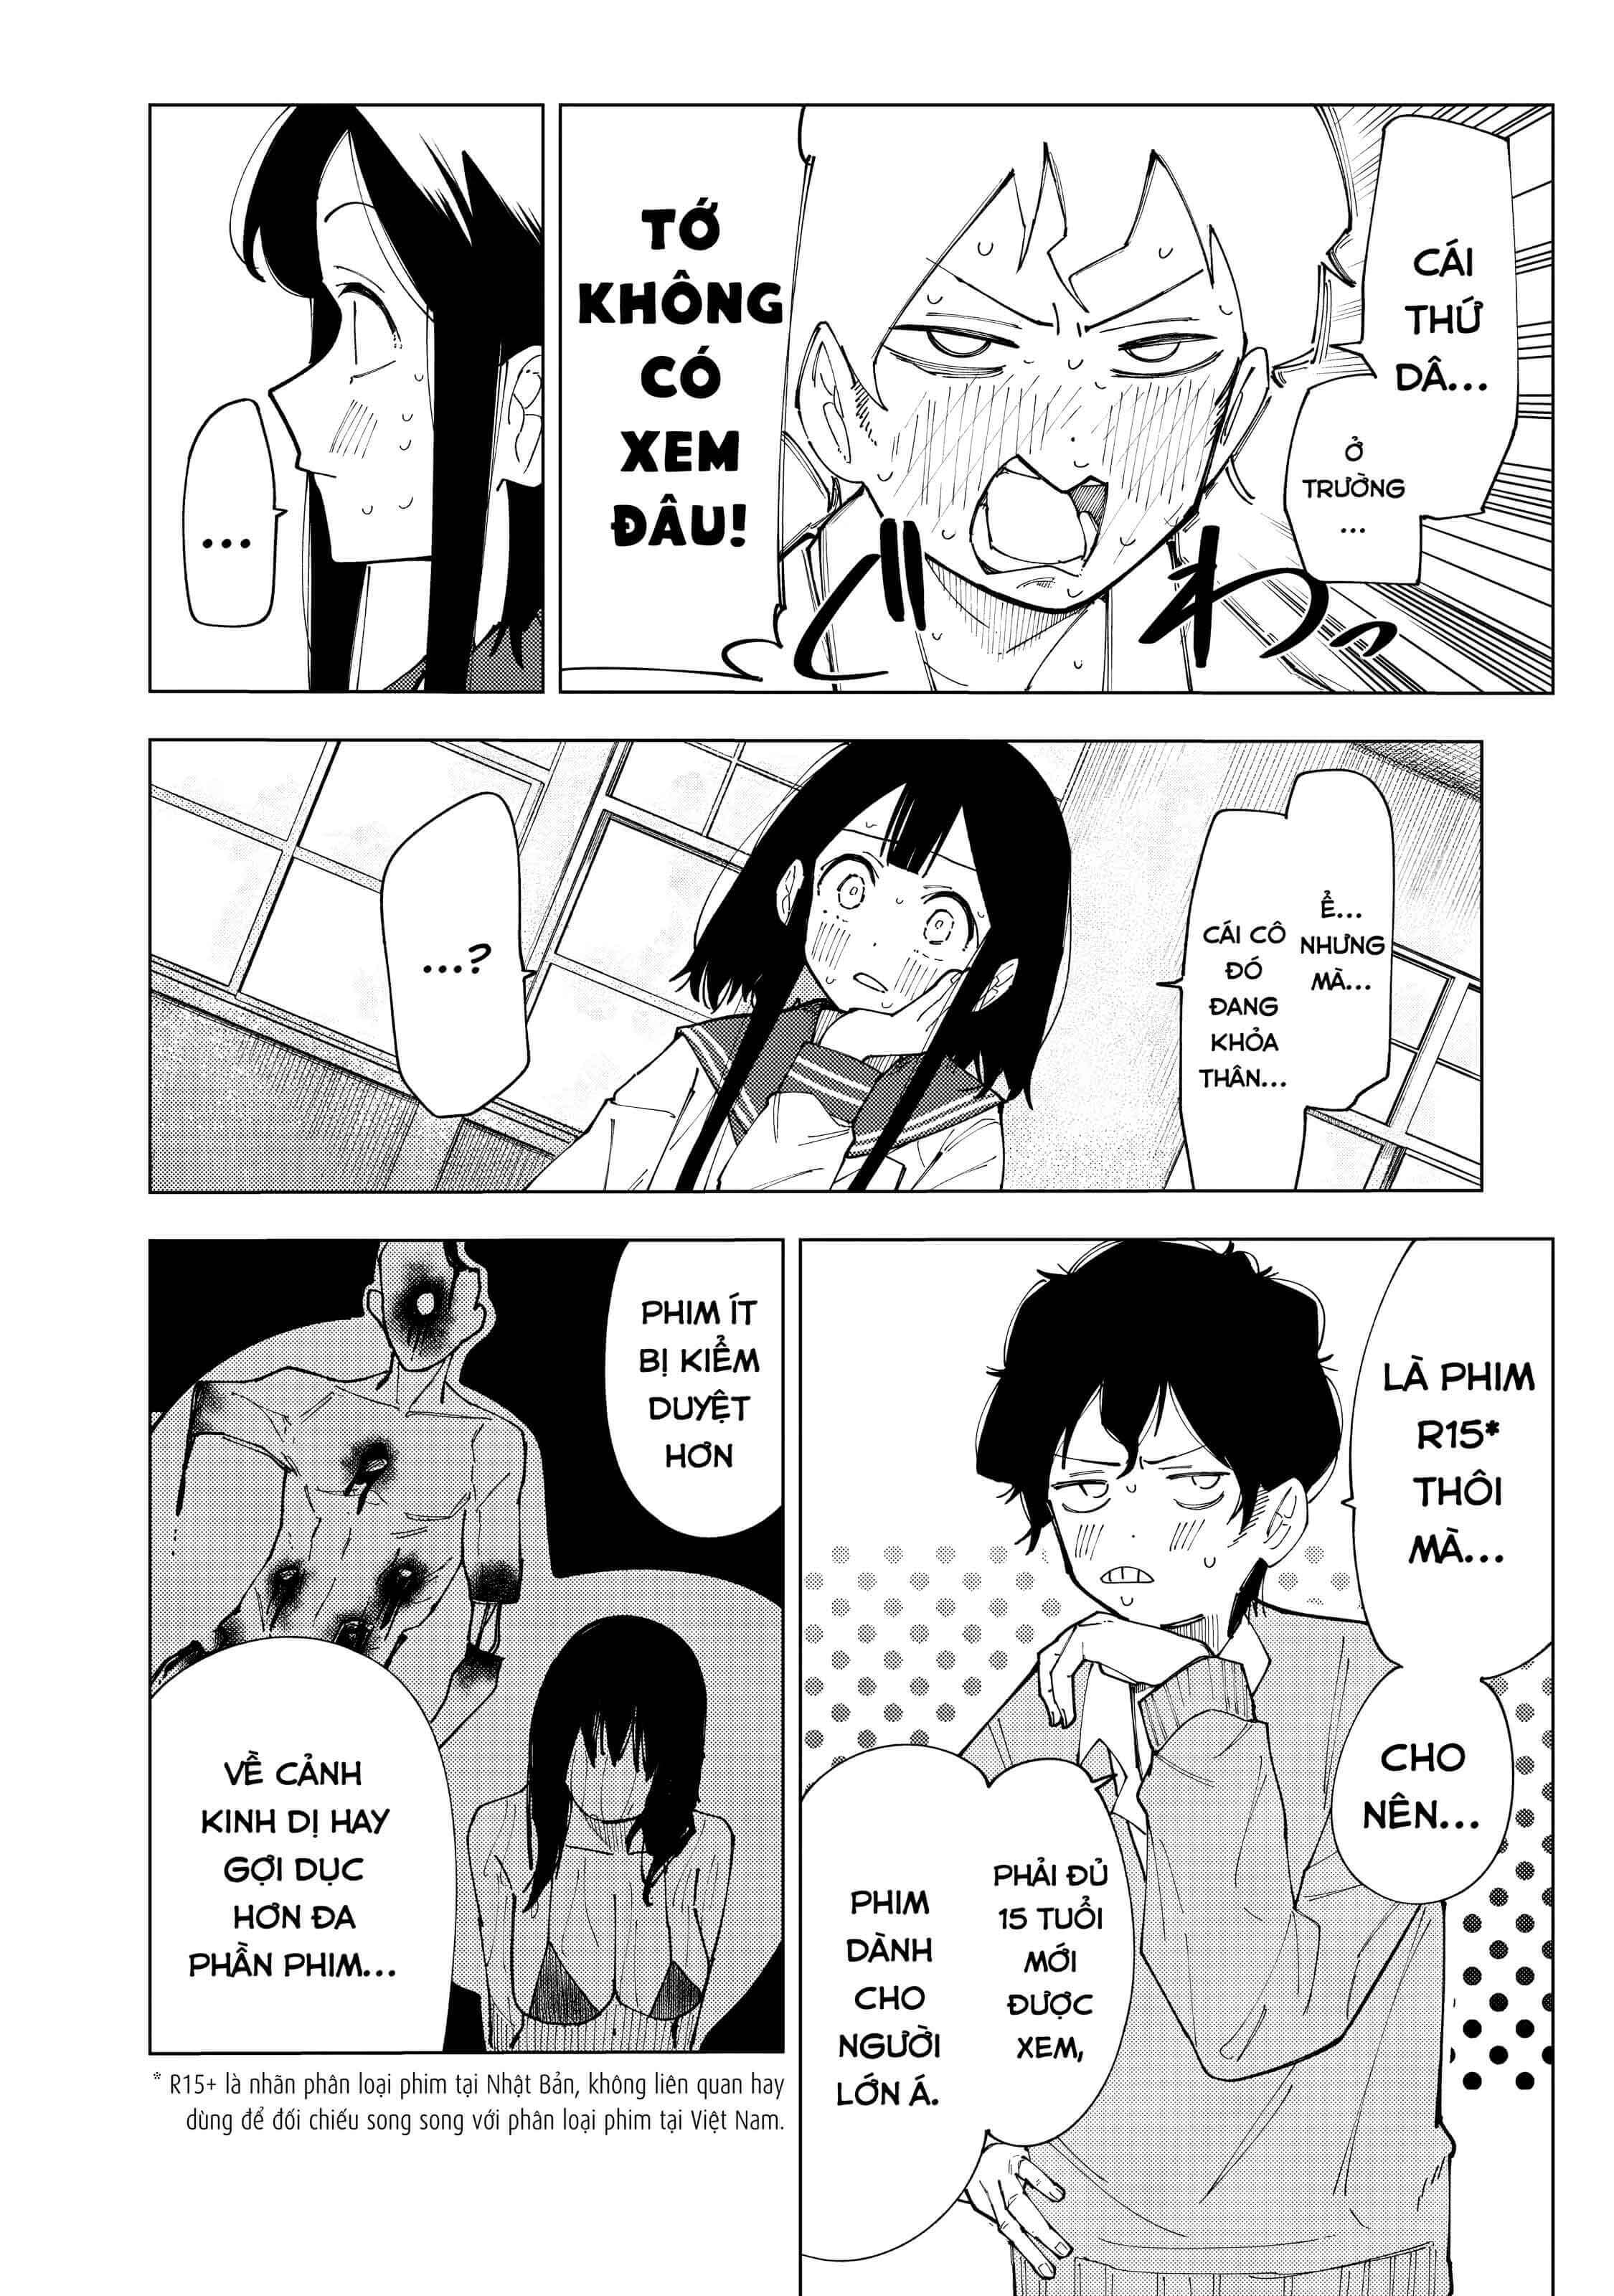 CÁI
THỨ
DÂ...
Ở
TRƯỜNG
...
TỚ
KHÔNG
CÓ
XEM
ĐÂU!
わっ
...
Ể...
NHƯNG
MÀ...
CÁI CÔ
ĐÓ
ĐANG
KHỎA
THÂN...
...?
LÀ PHIM
R15*
THÔI
MÀ...
CHO
NÊN...
PHẢI ĐỦ
15 TUỔI
MỚI
ĐƯỢC
XEM,
PHIM
DÀNH
CHO
NGƯỜI
LỚN Á.
PHIM ÍT
BỊ KIỂM
DUYỆT
HƠN
VỀ CẢNH
KINH DỊ HAY
GỢI DỤC
HƠN ĐA
PHẦN PHIM...
* R15+ là nhãn phân loại phim tại Nhật Bản, không liên quan hay
dùng để đối chiếu song song với phân loại phim tại Việt Nam.